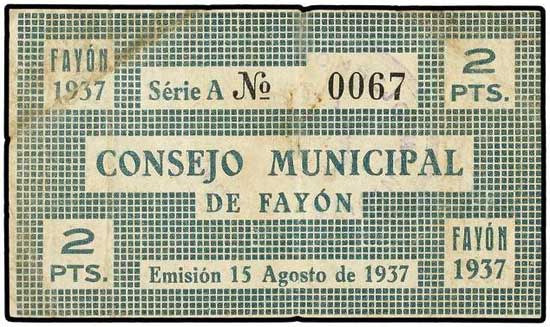 FAYÓN
1937
Série A № 0067
2
PTS.
CONSEJO MUNICIPAL
DE FAYÓN
2
PTS.
Emisión 15 Agosto de 1937
FAYÓN
1937